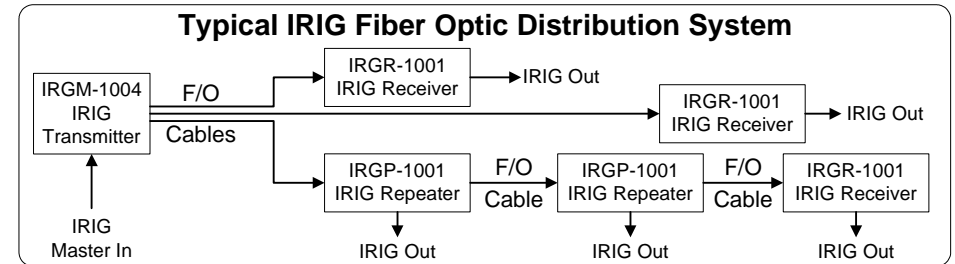 Typical IRIG Fiber Optic Distribution System
IRGM-1004
IRIG
Transmitter
F/O
Cables
IRGR-1001
IRIG Receiver
IRIG Out
IRGR-1001
IRIG Receiver
IRIG Out
IRGP-1001
IRIG Repeater
F/O
Cable
IRGP-1001
IRIG Repeater
F/O
Cable
IRGR-1001
IRIG Receiver
IRIG
Master In
IRIG Out
IRIG Out
IRIG Out